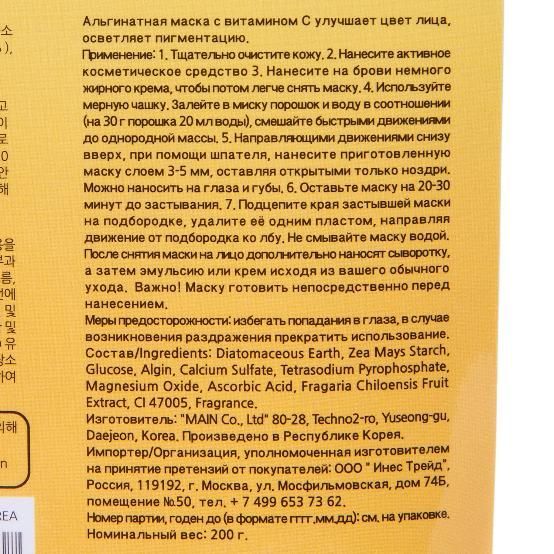 Альгинатная маска с витамином С улучшает цвет лица,
осветляет пигментацию.
Применение: 1. Тщательно очистите кожу. 2. Нанесите активное
косметическое средство 3. Нанесите на брови немного
жирного крема, чтобы потом легче снять маску. 4. Используйте
мерную чашку. Залейте в миску порошок и воду в соотношении
(на 30 г порошка 20 мл воды), смешайте быстрыми движениями
до однородной массы. 5. Направляющими движениями снизу
вверх, при помощи шпателя, нанесите приготовленную
маску слоем 3-5 мм, оставляя открытыми только ноздри.
Можно наносить на глаза и губы. 6. Оставьте маску на 20-30
минут до застывания. 7. Подцепите края застывшей маски
на подбородке, удалите её одним пластом, направляя
движение от подбородка ко лбу. Не смывайте маску водой.
После снятия маски на лицо дополнительно наносят сыворотку,
а затем эмульсию или крем исходя из вашего обычного
ухода. Важно! Маску готовить непосредственно перед
нанесением.
Меры предосторожности: избегать попадания в глаза, в случае
возникновения раздражения прекратить использование.
Состав/Ingredients: Diatomaceous Earth, Zea Mays Starch,
Glucose, Algin, Calcium Sulfate, Tetrasodium Pyrophosphate,
Magnesium Oxide, Ascorbic Acid, Fragaria Chiloensis Fruit
Extract, CI 47005, Fragrance.
Изготовитель: "MAIN Co., Ltd" 80-28, Techno2-ro, Yuseong-gu,
Daejeon, Korea. Произведено в Республике Корея.
Импортер/Организация, уполномоченная изготовителем
на принятие претензий от покупателей: ООО " Инес Трейд",
Россия, 119192, г. Москва, ул. Мосфильмовская, дом 74Б,
помещение №50, тел. + 7 499 653 73 62.
Номер партии, годен до (в формате гггг.мм.дд): см. на упаковке.
Номинальный вес: 200 г.